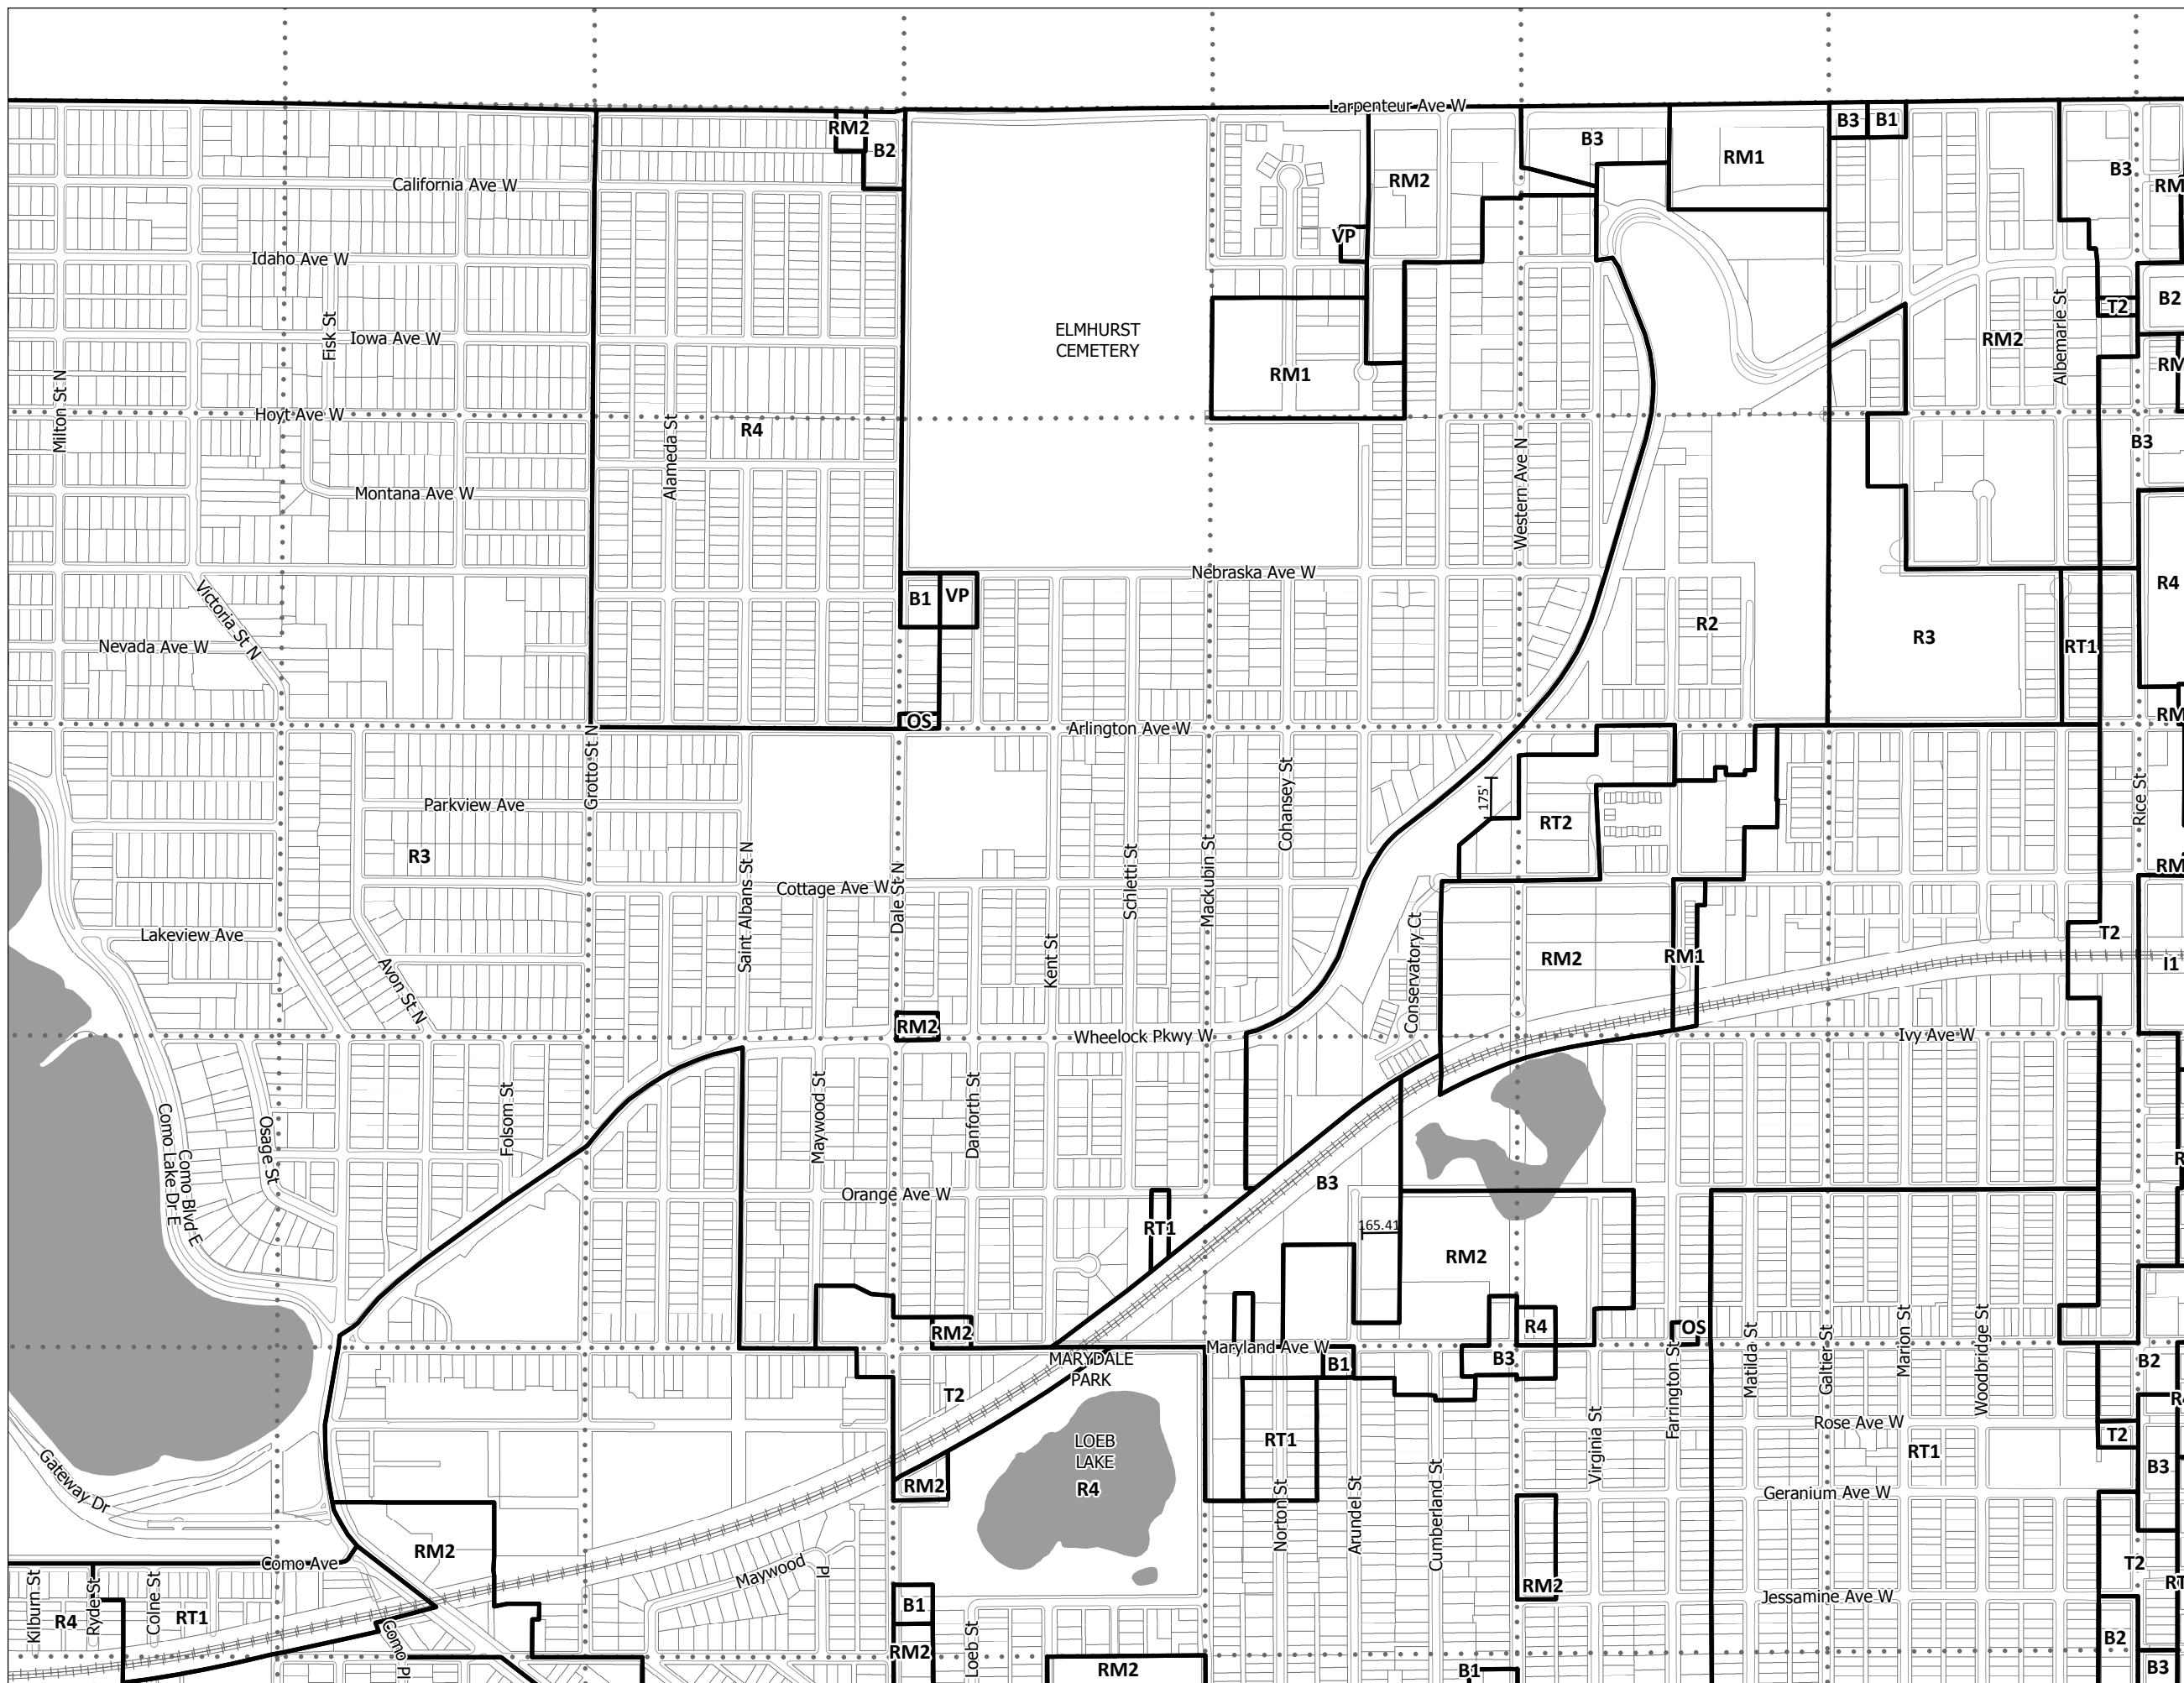 Larpenteur Ave W
RM2
B2
B3
RM1
B3
B1
B3
RM
California Ave W
RM2
VP
Idaho Ave W
Fisk St
Iowa Ave W
ELMHURST
CEMETERY
RM1
Albemarle St
T2
B2
RM2
RM
Milton St N
Hoyt Ave W
Alameda St
R4
Western Ave N
B3
Montana Ave W
Nebraska Ave W
Victoria St N
B1
VP
R2
R3
RT1
R4
Nevada Ave W
OS
Arlington Ave W
RM
Grotto St N
Parkview Ave
R3
Cohansey St
175'
RT2
Rice St
RM
Saint Albans St N
Cottage Ave W
Dale St N
Schletti St
Mackubin St
Lakeview Ave
Avon St N
Kent St
Conservatory Ct
RM2
RM1
T2
I1
RM2
Wheelock Pkwy W
Ivy Ave W
Como Lake Dr E
Como Blvd E
Osage St
Folsom St
Maywood St
Danforth St
Orange Ave W
RT1
B3
165.41
RM2
R
RM2
R4
OS
Maryland Ave W
MARYDALE
PARK
B1
B3
Farrington St
Matilda St
Galtier St
Marion St
Woodbridge St
B2
T2
R4
LOEB
LAKE
R4
RT1
Norton St
Arundel St
Cumberland St
Virginia St
Rose Ave W
RT1
T2
B3
Gateway Dr
RM2
Geranium Ave W
RM2
Como Ave
Maywood Pl
RM2
T2
RT
Jessamine Ave W
Kilburn St
R4
Ryde St
Colne St
RT1
Como Pl
B1
RM2
Loeb St
RM2
B1
B2
B3